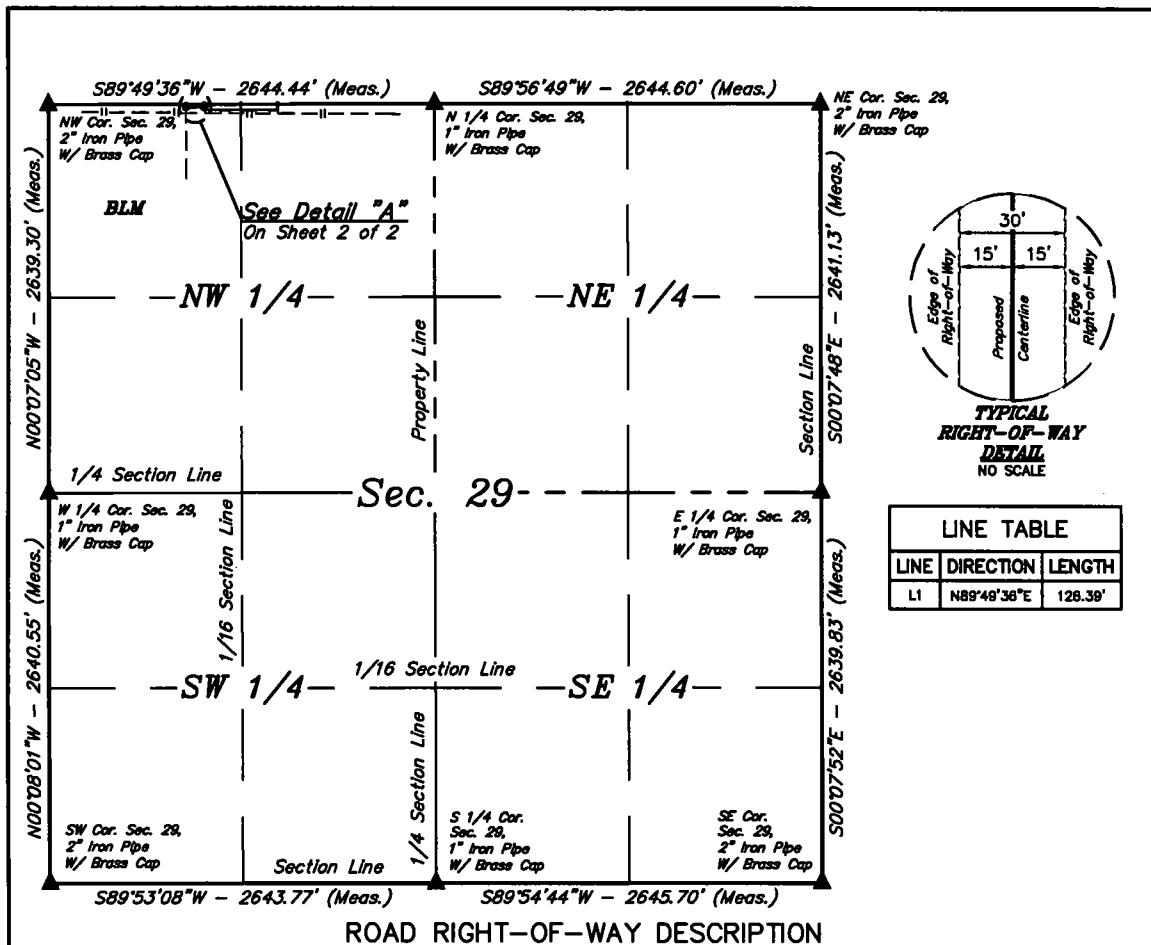 S89°49'36"W - 2644.44' (Meas.)
S89°56'49"W - 2644.60' (Meas.)
NW Cor. Sec. 29,
2" Iron Pipe
W/ Brass Cap
N 1/4 Cor. Sec. 29,
1" Iron Pipe
W/ Brass Cap
NE Cor. Sec. 29,
2" Iron Pipe
W/ Brass Cap
BLM
See Detail "A"
On Sheet 2 of 2
N00°07'05"W - 2639.30' (Meas.)
NW 1/4
NE 1/4
Property Line
Section Line
S00°07'48"E - 2641.13' (Meas.)
30'
15'
15'
Edge of
Right-of-Way
Proposed
Centerline
Edge of
Right-of-Way
TYPICAL
RIGHT-OF-WAY
DETAIL
NO SCALE
1/4 Section Line
Sec. 29
W 1/4 Cor. Sec. 29,
1" Iron Pipe
W/ Brass Cap
E 1/4 Cor. Sec. 29,
1" Iron Pipe
W/ Brass Cap
LINE TABLE
LINE DIRECTION LENGTH
L1 N89°49'36"E 126.39'
N00°08'01"W - 2640.55' (Meas.)
1/16 Section Line
1/16 Section Line
SW 1/4
SE 1/4
1/4 Section Line
S00°07'52"E - 2639.83' (Meas.)
SW Cor. Sec. 29,
2" Iron Pipe
W/ Brass Cap
Section Line
S 1/4 Cor.
Sec. 29,
1" Iron Pipe
W/ Brass Cap
SE Cor.
Sec. 29,
2" Iron Pipe
W/ Brass Cap
S89°53'08"W - 2643.77' (Meas.)
S89°54'44"W - 2645.70' (Meas.)
ROAD RIGHT-OF-WAY DESCRIPTION